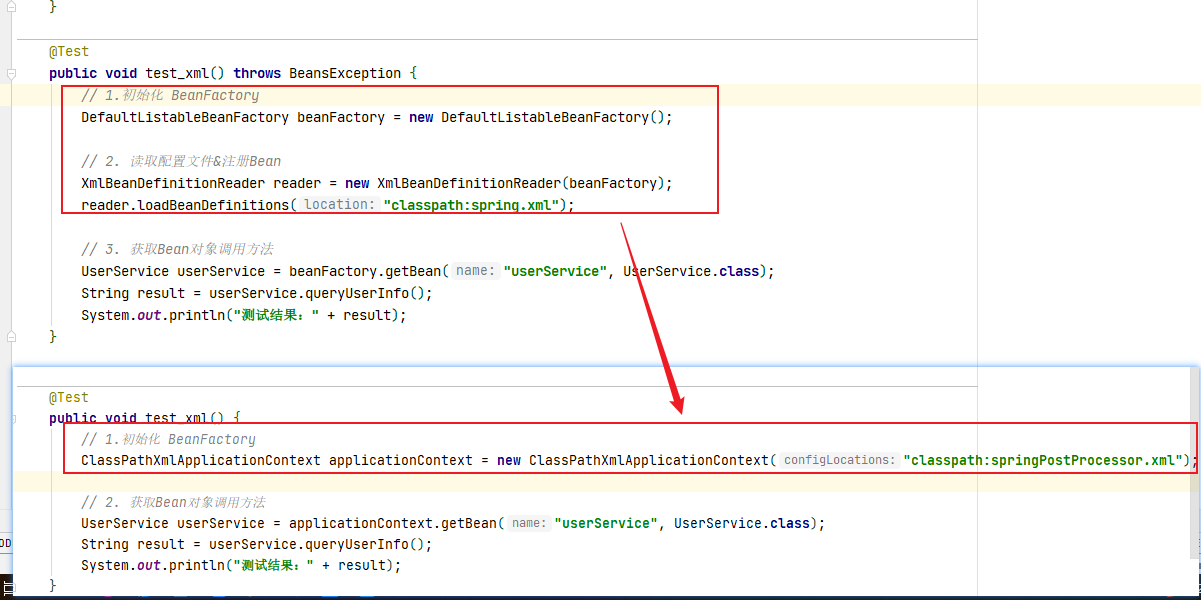 }
@Test
public void test_xml() throws BeansException {
// 1.初始化 BeanFactory
DefaultListableBeanFactory beanFactory = new DefaultListableBeanFactory();
// 2. 读取配置文件&注册Bean
XmlBeanDefinitionReader reader = new XmlBeanDefinitionReader(beanFactory);
reader.loadBeanDefinitions( location: "classpath:spring.xml");
// 3. 获取Bean对象调用方法
UserService userService = beanFactory.getBean( name: "userService", UserService.class);
String result = userService.queryUserInfo();
System.out.println("测试结果：" + result);
}
@Test
public void test_xml() {
// 1.初始化 BeanFactory
ClassPathXmlApplicationContext applicationContext = new ClassPathXmlApplicationContext( configLocations: "classpath:springPostProcessor.xml");
// 2. 获取Bean对象调用方法
UserService userService = applicationContext.getBean( name: "userService", UserService.class);
String result = userService.queryUserInfo();
System.out.println("测试结果：" + result);
}